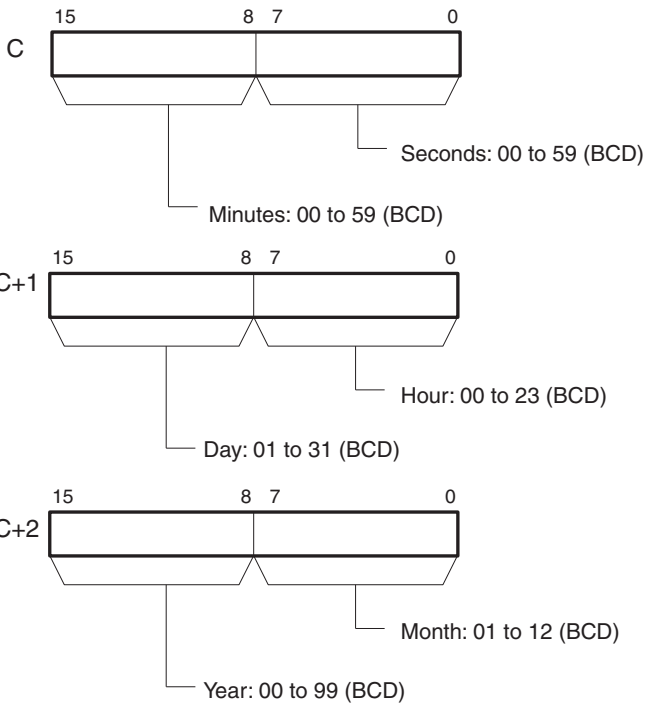 15 8 7 0
C
Seconds: 00 to 59 (BCD)
Minutes: 00 to 59 (BCD)
15 8 7 0
C+1
Hour: 00 to 23 (BCD)
Day: 01 to 31 (BCD)
15 8 7 0
C+2
Month: 01 to 12 (BCD)
Year: 00 to 99 (BCD)